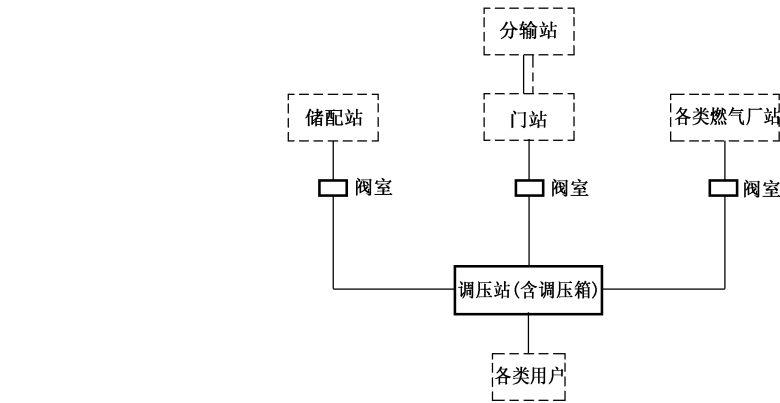 分输站
储配站
门站
各类燃气厂站
阀室
阀室
阀室
调压站(含调压箱)
各类用户